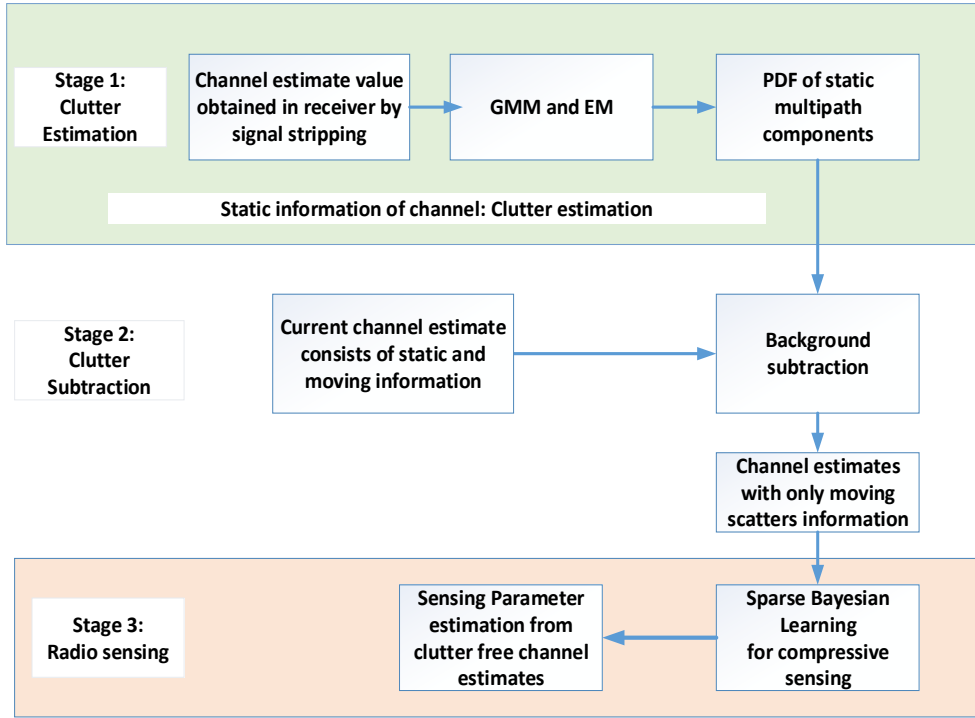 Stage 1:
Clutter
Estimation
Channel estimate value
obtained in receiver by
signal stripping
GMM and EM
PDF of static
multipath
components
Static information of channel: Clutter estimation
Stage 2:
Clutter
Subtraction
Current channel estimate
consists of static and
moving information
Background
subtraction
Channel estimates
with only moving
scatters information
Stage 3:
Radio sensing
Sensing Parameter
estimation from
clutter free channel
estimates
Sparse Bayesian
Learning
for compressive
sensing